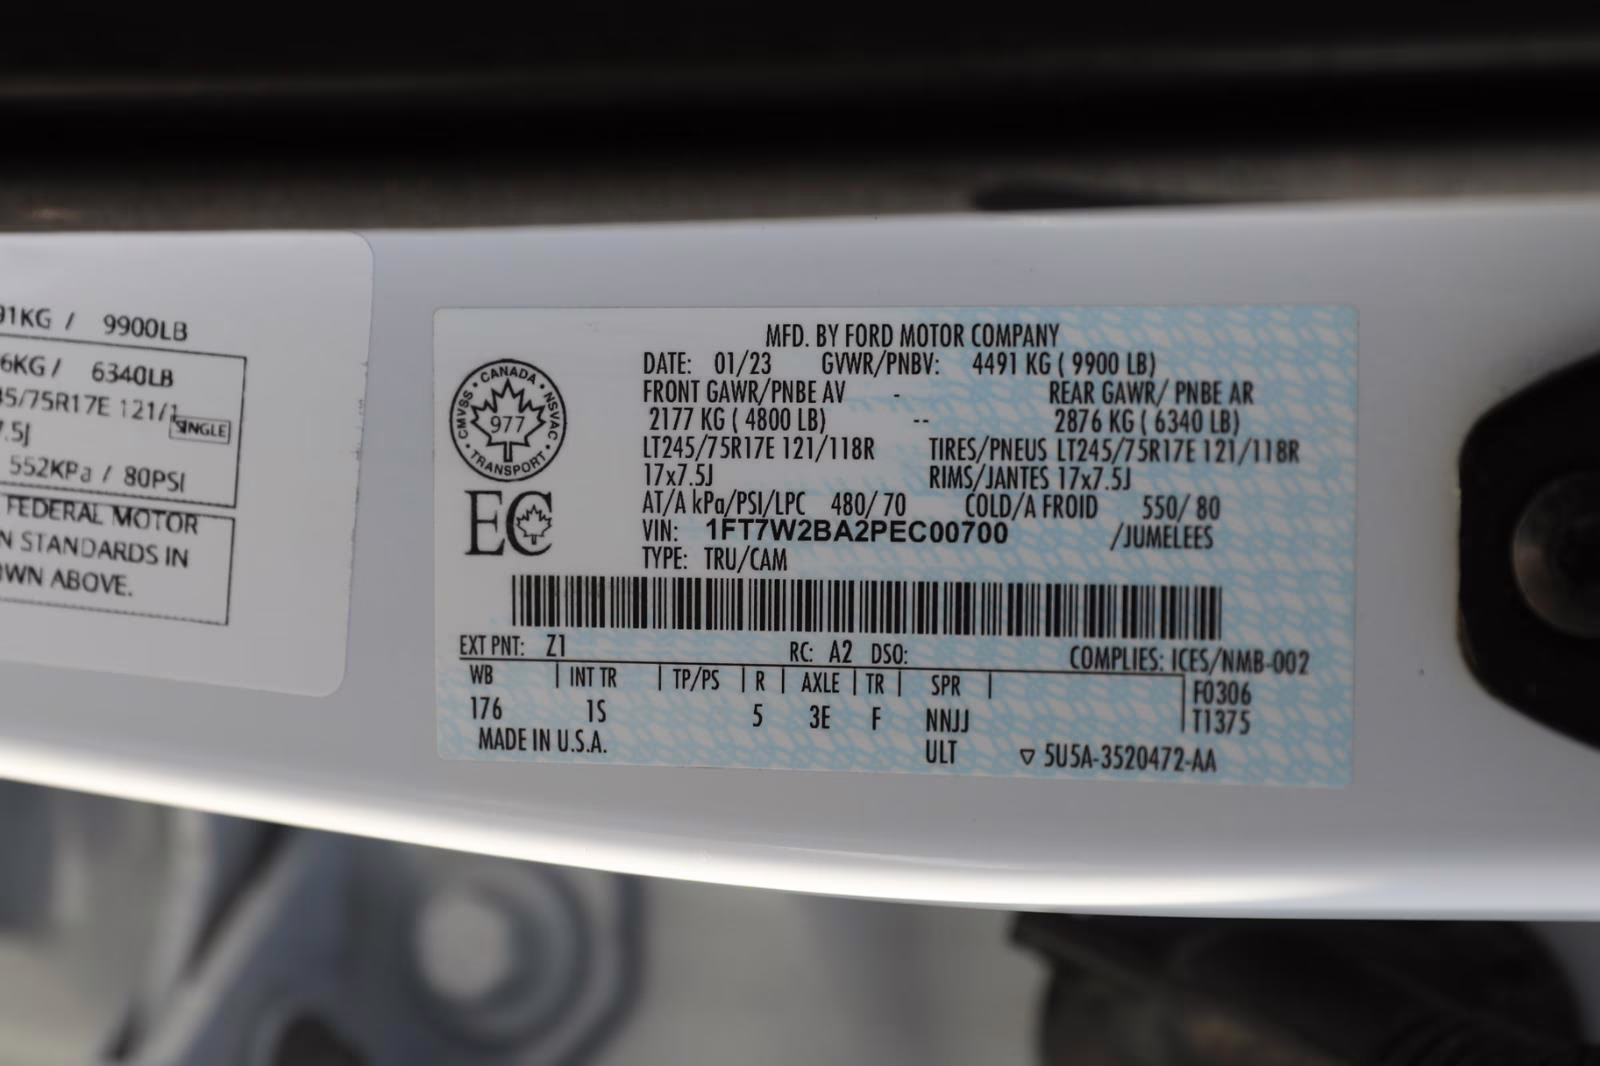 91KG / 9900LB
6KG / 6340LB
45/75R17E 121/1
SINGLE
7.5J
552KPa / 80PSI
FEDERAL MOTOR
N STANDARDS IN
OWN ABOVE.
MFD. BY FORD MOTOR COMPANY
DATE: 01/23 GVWR/PNBV: 4491 KG ( 9900 LB)
FRONT GAWR/PNBE AV - REAR GAWR/ PNBE AR
2177 KG ( 4800 LB) -- 2876 KG ( 6340 LB)
LT245/75R17E 121/118R TIRES/PNEUS LT245/75R17E 121/118R
17x7.5J RIMS/JANTES 17x7.5J
AT/A kPa/PSI/LPC 480/ 70 COLD/A FROID 550/ 80
VIN: 1FT7W2BA2PEC00700 /JUMELEES
TYPE: TRU/CAM
CANADA
CMVSS • NSVAC
977
TRANSPORT
EC
EXT PNT: Z1 RC: A2 DSO: COMPLIES: ICES/NMB-002
WB | INT TR | TP/PS | R | AXLE | TR | SPR | F0306
176 1S 5 3E F NNJJ T1375
MADE IN U.S.A. ULT ▽ 5U5A-3520472-AA